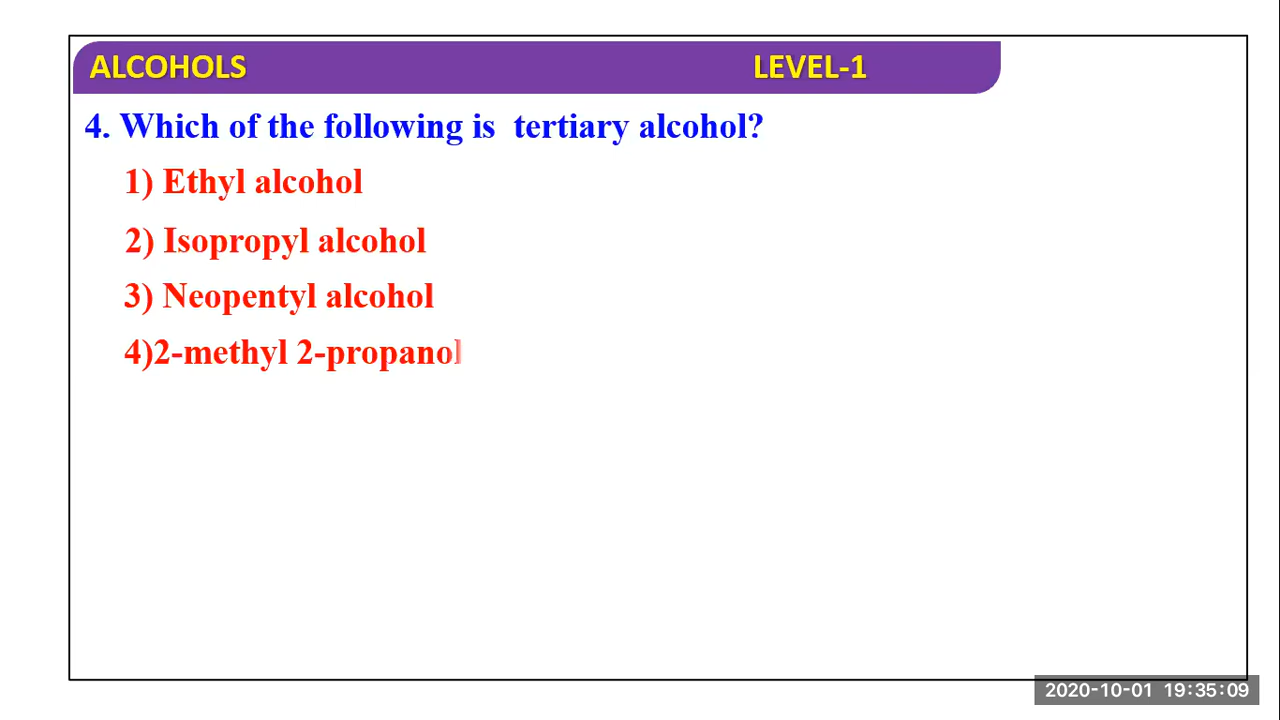 ALCOHOLS LEVEL-1
4. Which of the following is tertiary alcohol?
1) Ethyl alcohol
2) Isopropyl alcohol
3) Neopentyl alcohol
4)2-methyl 2-propanol
2020-10-01 19:35:09